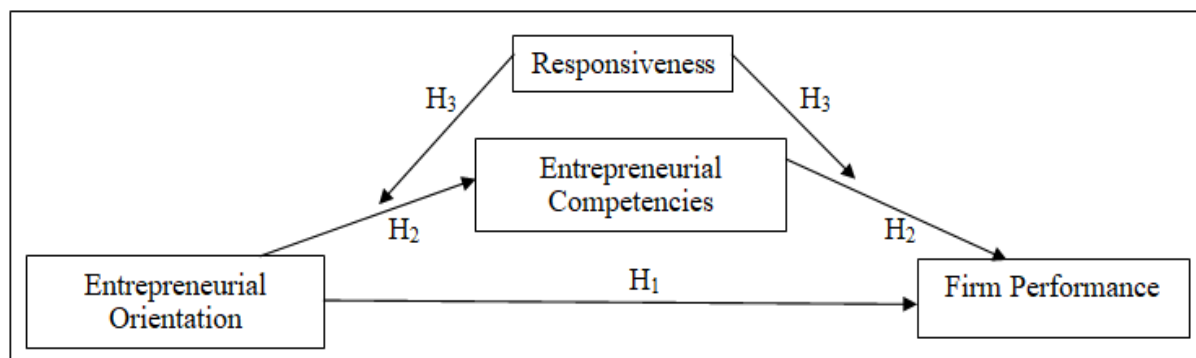 Responsiveness
H₃
H₃
Entrepreneurial
Competencies
H₂
H₂
Entrepreneurial
Orientation
H₁
Firm Performance